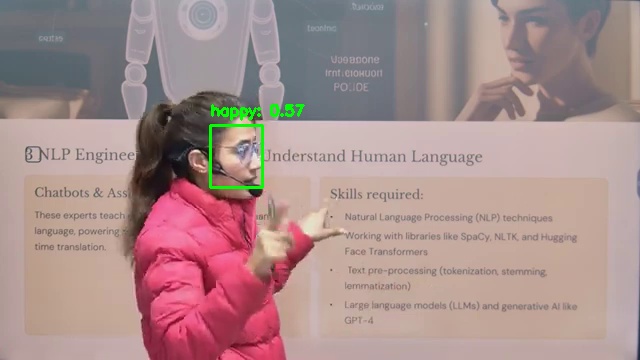 happy: 0.57
3 NLP Enginee Understand Human Language
Chatbots & Ass
Skills required:
These experts teach
language, powering
time translation.
• Natural Language Processing (NLP) techniques
Working with libraries like SpaCy, NLTK, and Hugging
Face Transformers
• Text pre-processing (tokenization, stemming,
lemmatization)
• Large language models (LLMs) and generative AI like
GPT-4